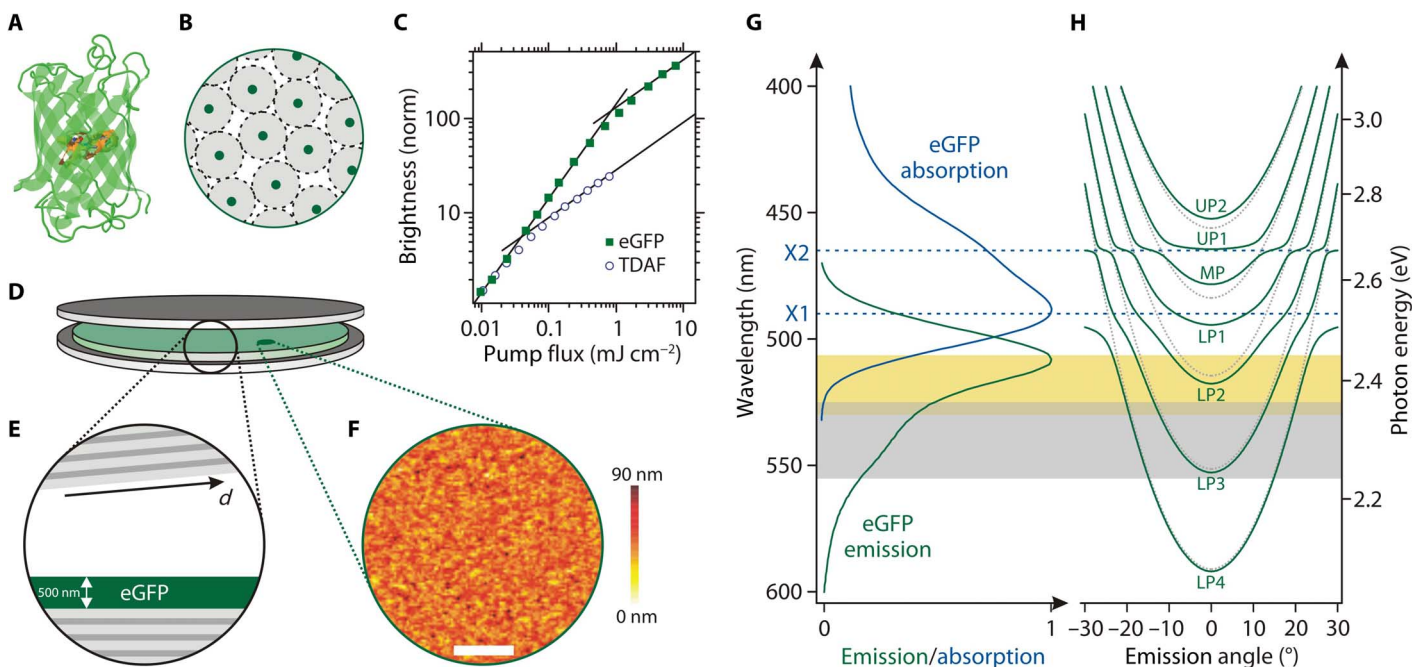 A
B
C
Brightness (norm)
100
10
eGFP
TDAF
0.01
0.1
1
10
Pump flux (mJ cm⁻²)
D
E
d
500 nm
eGFP
F
90 nm
0 nm
G
Wavelength (nm)
400
450
X2
X1
500
550
600
eGFP
absorption
eGFP
emission
0
1
Emission/absorption
H
UP2
UP1
MP
LP1
LP2
LP3
LP4
−30
−20
−10
0
10
20
30
Emission angle (°)
3.0
2.8
2.6
2.4
2.2
Photon energy (eV)